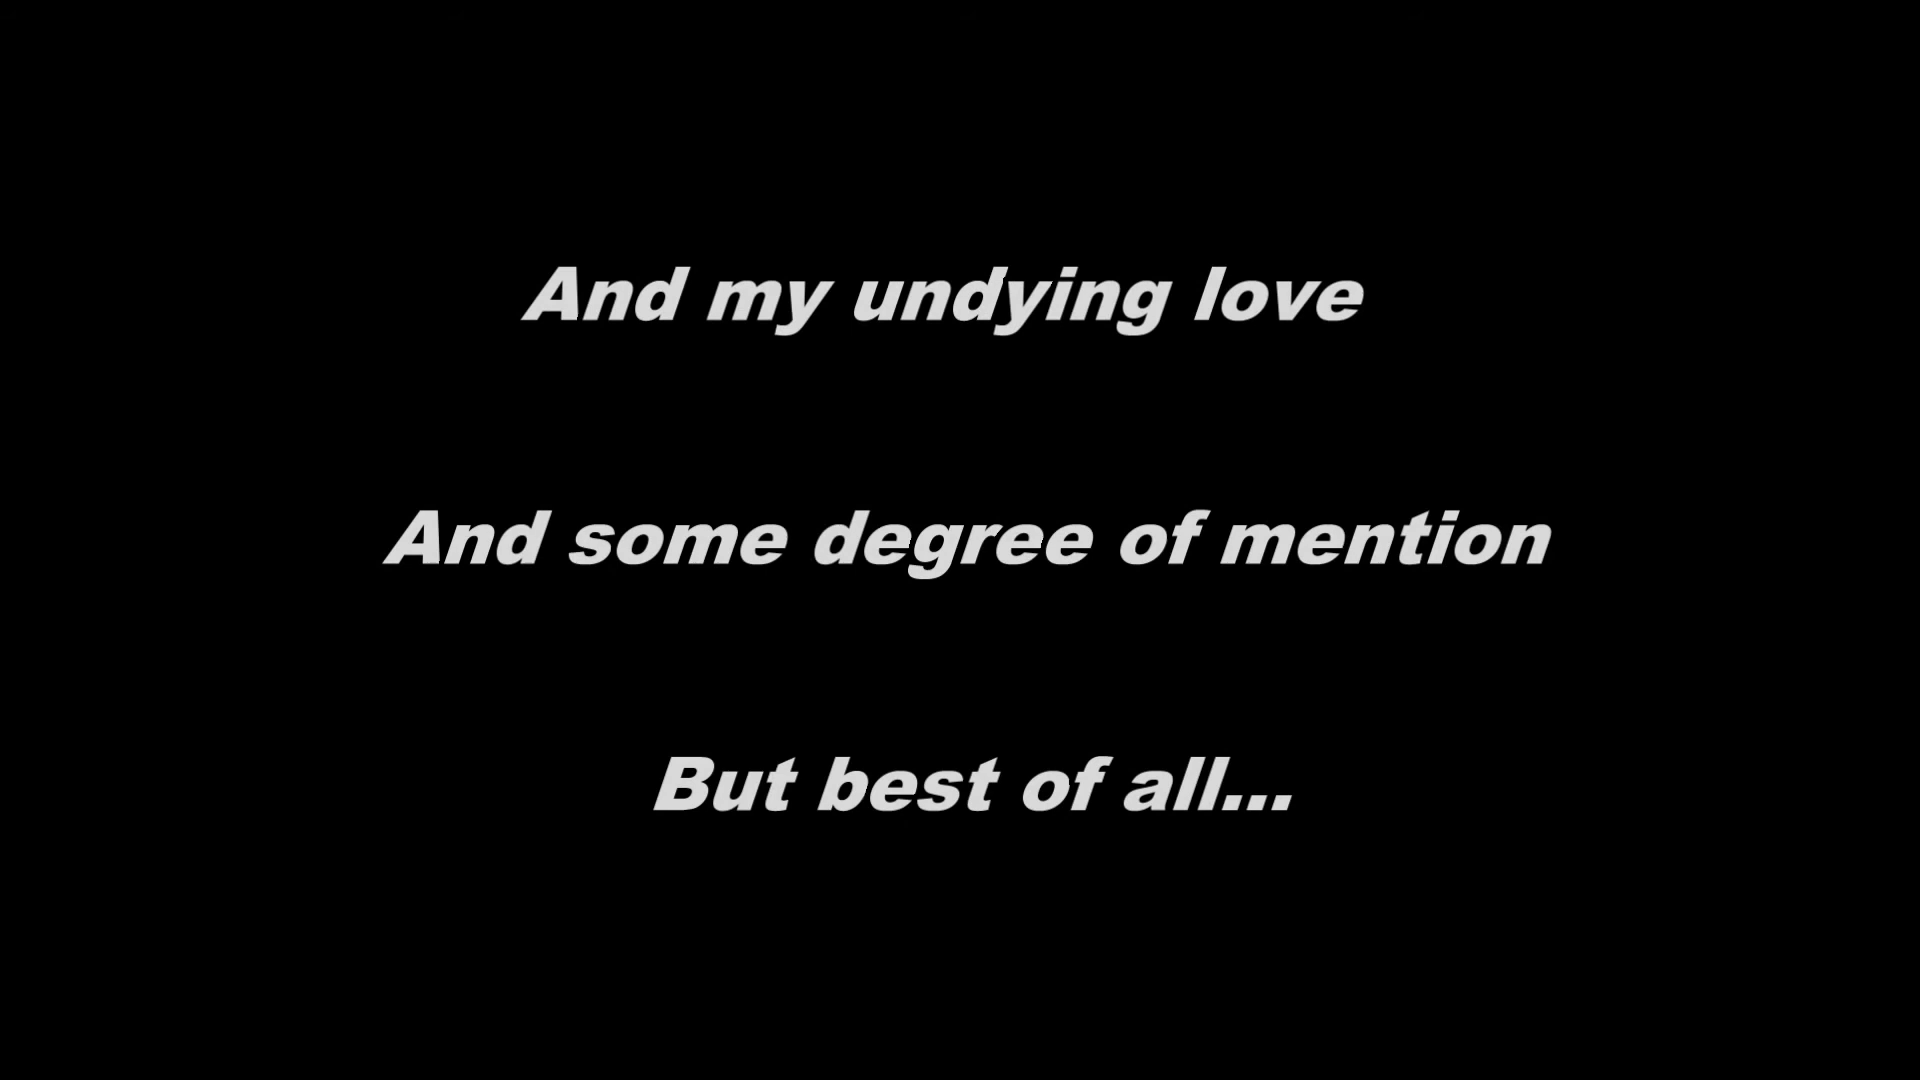 And my undying love
And some degree of mention
But best of all...